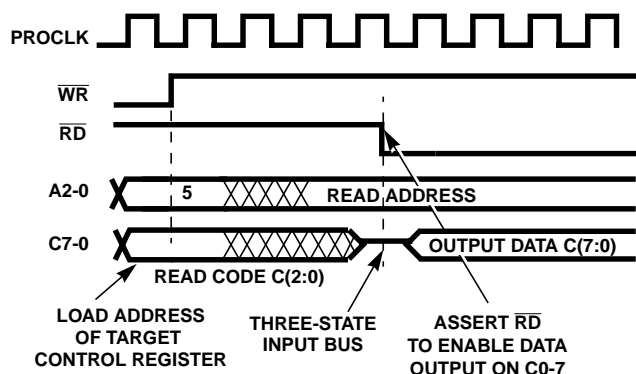 PROCLK
WR
RD
A2-0
5
READ ADDRESS
C7-0
OUTPUT DATA C(7:0)
READ CODE C(2:0)
LOAD ADDRESS
OF TARGET
CONTROL REGISTER
THREE-STATE
INPUT BUS
ASSERT RD
TO ENABLE DATA
OUTPUT ON C0-7